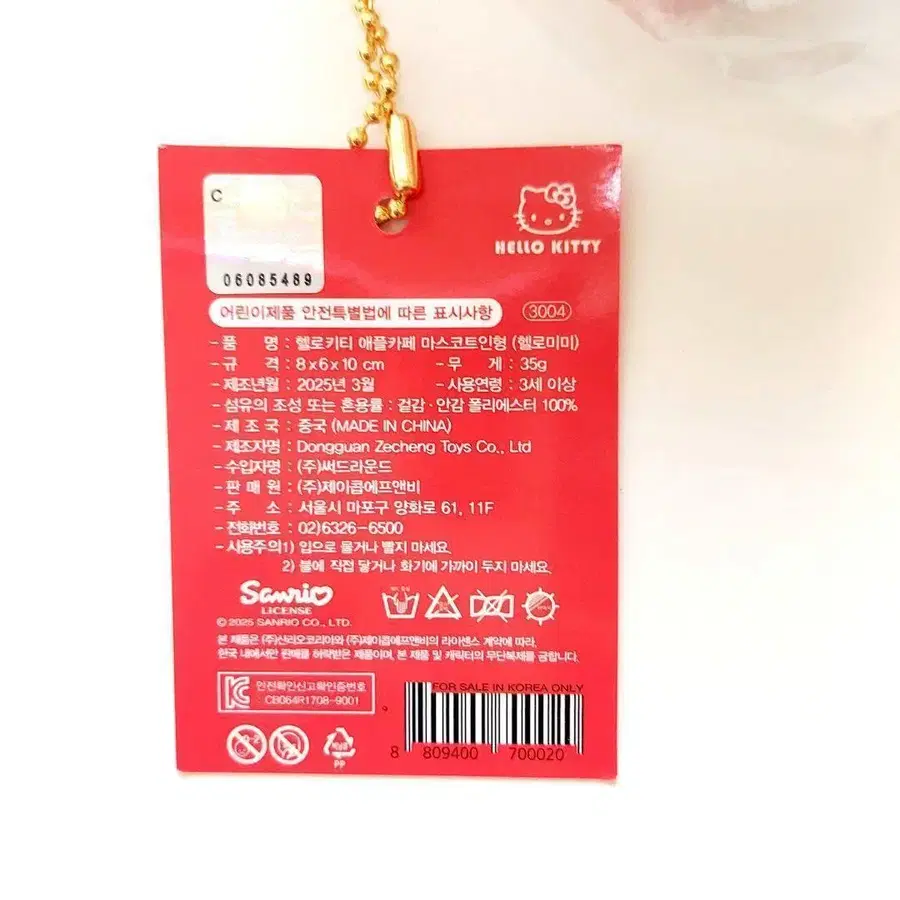 C
06085489
HELLO KITTY
어린이제품 안전특별법에 따른 표시사항 3004
- 품 명 : 헬로키티 애플카페 마스코트인형 (헬로미미)
- 규 격 : 8x6x10 cm - 무 게 : 35g
- 제조년월 : 2025년 3월 - 사용연령 : 3세 이상
- 섬유의 조성 또는 혼용률 : 겉감 · 안감 폴리에스터 100%
- 제 조 국 : 중국 (MADE IN CHINA)
- 제조자명 : Dongguan Zecheng Toys Co., Ltd
- 수입자명 : (주)써드라운드
- 판 매 원 : (주)제이콥에프앤비
- 주 소 : 서울시 마포구 양화로 61, 11F
- 전화번호 : 02)6326-6500
- 사용주의 1) 입으로 물거나 빨지 마세요.
2) 불에 직접 닿거나 화기에 가까이 두지 마세요.
Sanrio
LICENSE
© 2025 SANRIO CO., LTD.
본 제품은 (주)산리오코리아와 (주)제이콥에프앤비의 라이센스 계약에 따라,
한국 내에서만 판매를 허락받은 제품이며, 본 제품 및 캐릭터의 무단복제를 금합니다.
안전확인신고확인증번호
CB064R1708-9001
FOR SALE IN KOREA ONLY
8 809400 700020
0-2
PP